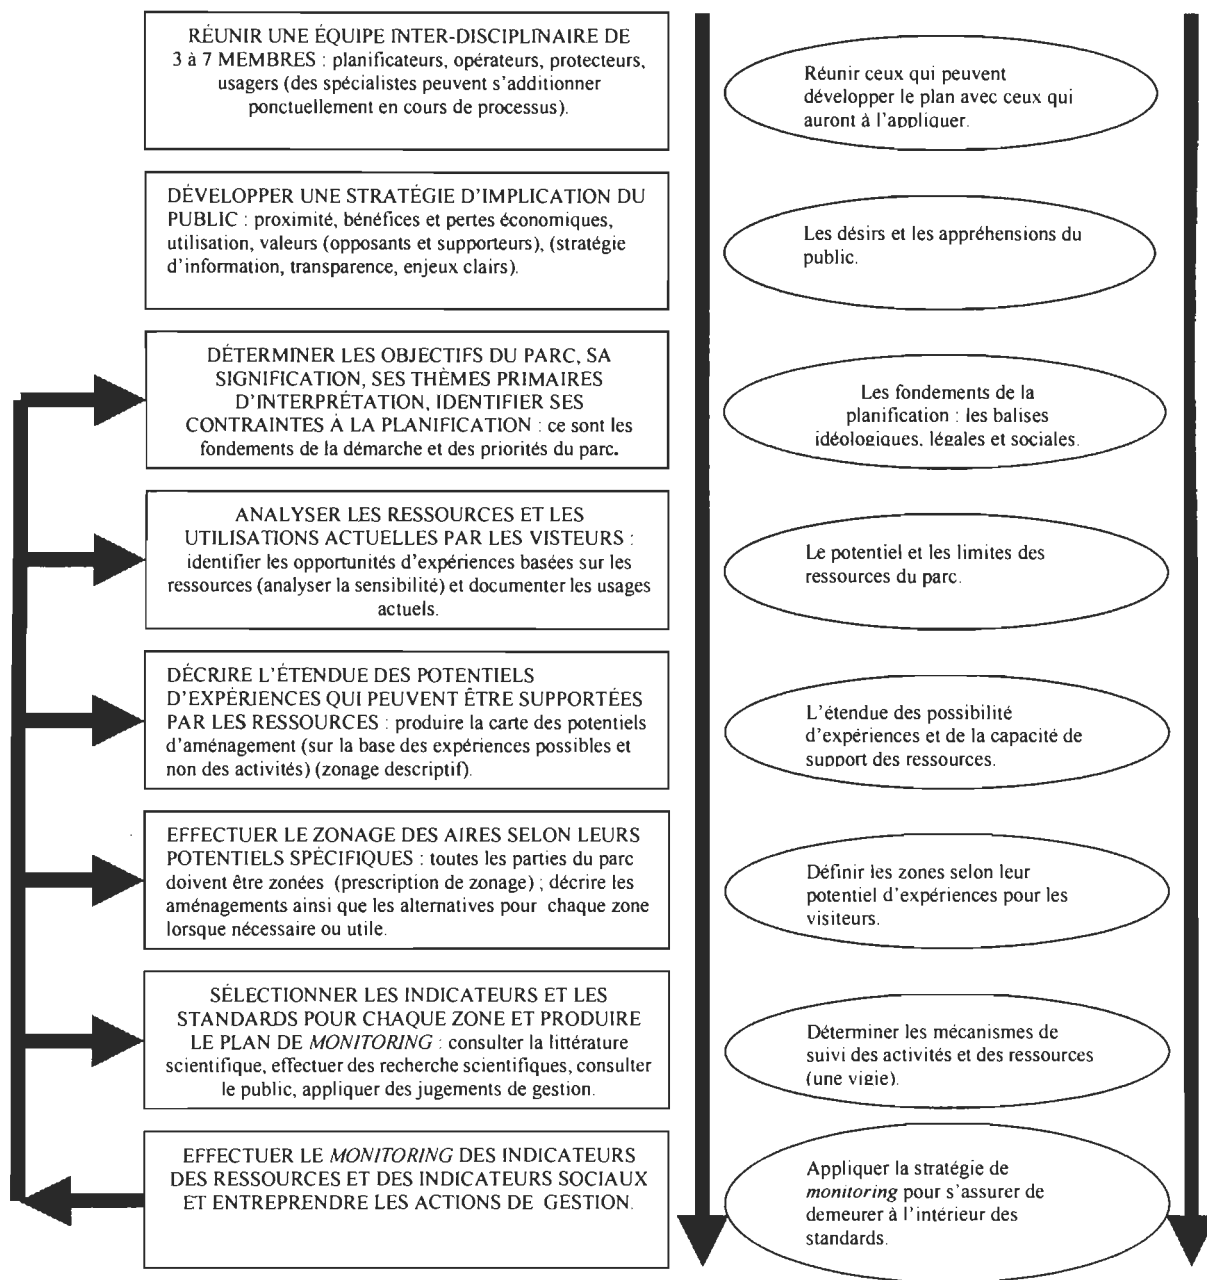 RÉUNIR UNE ÉQUIPE INTER-DISCIPLINAIRE DE
3 à 7 MEMBRES : planificateurs, opérateurs, protecteurs,
usagers (des spécialistes peuvent s'additionner
ponctuellement en cours de processus).
Réunir ceux qui peuvent
développer le plan avec ceux qui
auront à l'appliquer.
DÉVELOPPER UNE STRATÉGIE D'IMPLICATION DU
PUBLIC : proximité, bénéfices et pertes économiques,
utilisation, valeurs (opposants et supporteurs), (stratégie
d'information, transparence, enjeux clairs).
Les désirs et les appréhensions du
public.
DÉTERMINER LES OBJECTIFS DU PARC, SA
SIGNIFICATION, SES THÈMES PRIMAIRES
D'INTERPRÉTATION, IDENTIFIER SES
CONTRAINTES À LA PLANIFICATION : ce sont les
fondements de la démarche et des priorités du parc.
Les fondements de la
planification : les balises
idéologiques, légales et sociales.
ANALYSER LES RESSOURCES ET LES
UTILISATIONS ACTUELLES PAR LES VISTEURS :
identifier les opportunités d'expériences basées sur les
ressources (analyser la sensibilité) et documenter les usages
actuels.
Le potentiel et les limites des
ressources du parc.
DÉCRIRE L'ÉTENDUE DES POTENTIELS
D'EXPÉRIENCES QUI PEUVENT ÊTRE SUPPORTÉES
PAR LES RESSOURCES : produire la carte des potentiels
d'aménagement (sur la base des expériences possibles et
non des activités) (zonage descriptif).
L'étendue des possibilité
d'expériences et de la capacité de
support des ressources.
EFFECTUER LE ZONAGE DES AIRES SELON LEURS
POTENTIELS SPÉCIFIQUES : toutes les parties du parc
doivent être zonées (prescription de zonage) ; décrire les
aménagements ainsi que les alternatives pour chaque zone
lorsque nécessaire ou utile.
Définir les zones selon leur
potentiel d'expériences pour les
visiteurs.
SÉLECTIONNER LES INDICATEURS ET LES
STANDARDS POUR CHAQUE ZONE ET PRODUIRE
LE PLAN DE MONITORING : consulter la littérature
scientifique, effectuer des recherche scientifiques, consulter
le public, appliquer des jugements de gestion.
Déterminer les mécanismes de
suivi des activités et des ressources
(une vigie).
EFFECTUER LE MONITORING DES INDICATEURS
DES RESSOURCES ET DES INDICATEURS SOCIAUX
ET ENTREPRENDRE LES ACTIONS DE GESTION.
Appliquer la stratégie de
monitoring pour s'assurer de
demeurer à l'intérieur des
standards.